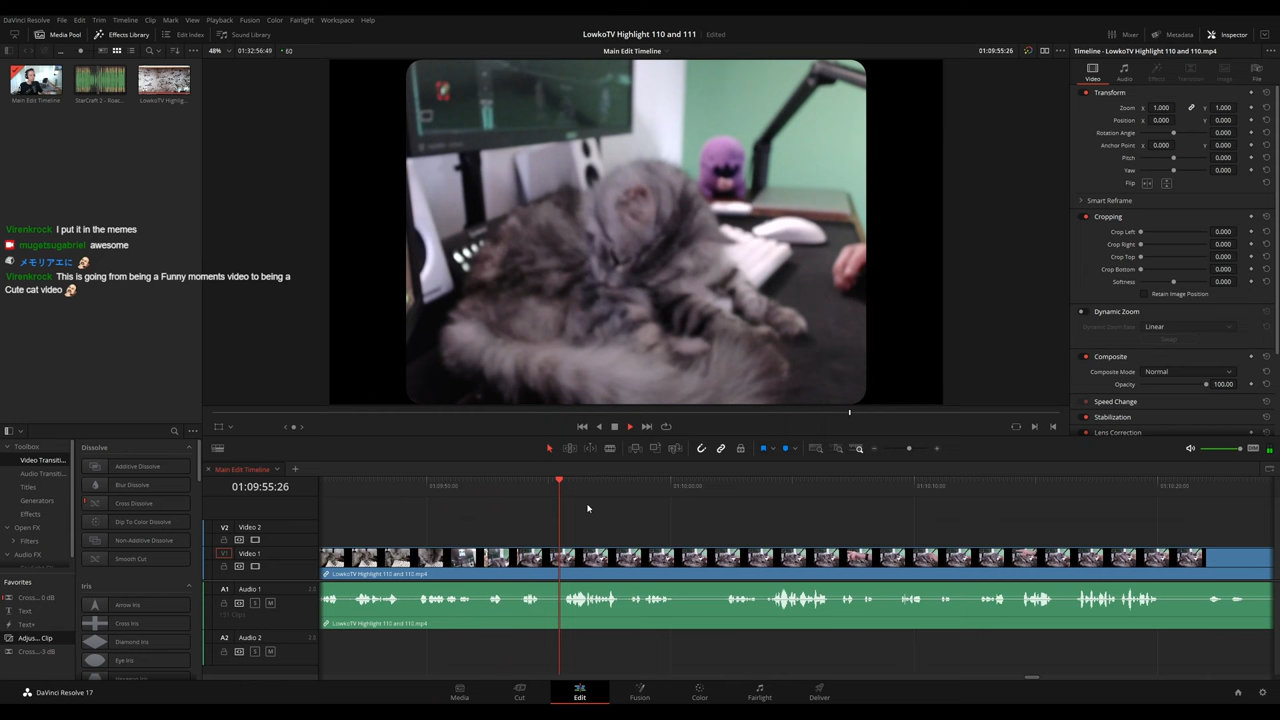 DaVinci Resolve File Edit Trim Timeline Clip Mark View Playback Fusion Color Fairlight Workspace Help
Media Pool Effects Library Edit Index Sound Library
LowkoTV Highlight 110 and 111 Edited
Mixer Metadata Inspector
48% 01:32:56:49 60
Main Edit Timeline
01:09:55:26
Timeline - LowkoTV Highlight 110 and 110.mp4
Main Edit Timeline
StarCraft 2 - Roac...
LowkoTV Highlig...
Video Audio Effects Transition Image File
Transform
Zoom X 1.000 Y 1.000
Position X 0.000 Y 0.000
Rotation Angle 0.000
Anchor Point X 0.000 Y 0.000
Pitch 0.000
Yaw 0.000
Flip
Smart Reframe
Cropping
Crop Left 0.000
Crop Right 0.000
Crop Top 0.000
Crop Bottom 0.000
Softness 0.000
Retain Image Position
Dynamic Zoom
Dynamic Zoom Ease Linear
Swap
Composite
Composite Mode Normal
Opacity 100.00
Speed Change
Stabilization
Lens Correction
Virenkrock I put it in the memes
mugetsugabriel awesome
メモリアエに
Virenkrock This is going from being a Funny moments video to being a
Cute cat video
Toolbox
Video Transiti...
Audio Transiti...
Titles
Generators
Effects
Open FX
Filters
Audio FX
Favorites
Cross... 0 dB
Text
Text+
Adjus... Clip
Cross...-3 dB
Dissolve
Additive Dissolve
Blur Dissolve
Cross Dissolve
Dip To Color Dissolve
Non-Additive Dissolve
Smooth Cut
Iris
Arrow Iris
Cross Iris
Diamond Iris
Eye Iris
Main Edit Timeline
01:09:55:26
01:09:50:00
01:10:00:00
01:10:10:00
01:10:20:00
V2 Video 2
V1 Video 1
LowkoTV Highlight 110 and 110.mp4
A1 Audio 1 2.0
S M
LowkoTV Highlight 110 and 110.mp4
A2 Audio 2 2.0
S M
DaVinci Resolve 17
Media Cut Edit Fusion Color Fairlight Deliver